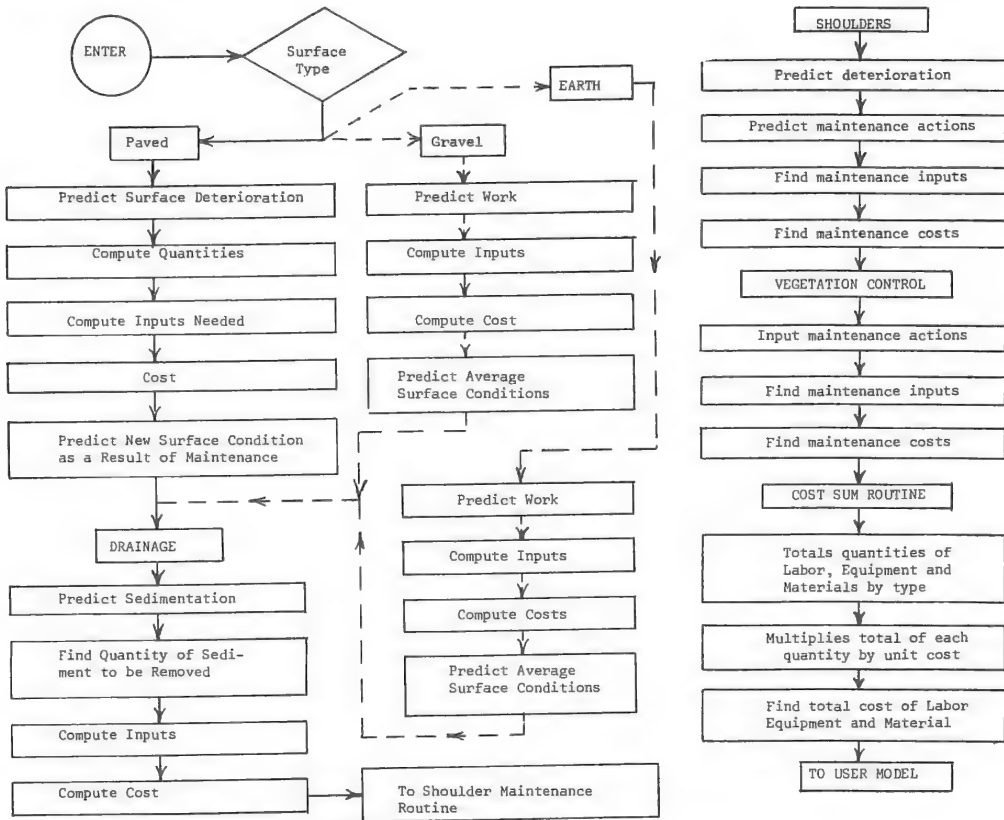 ENTER
Surface
Type
EARTH
Paved
Gravel
Predict Surface Deterioration
Compute Quantities
Compute Inputs Needed
Cost
Predict New Surface Condition
as a Result of Maintenance
Predict Work
Compute Inputs
Compute Cost
Predict Average
Surface Conditions
Predict Work
Compute Inputs
Compute Costs
Predict Average
Surface Conditions
DRAINAGE
Predict Sedimentation
Find Quantity of Sedi-
ment to be Removed
Compute Inputs
Compute Cost
To Shoulder Maintenance
Routine
SHOULDERS
Predict deterioration
Predict maintenance actions
Find maintenance inputs
Find maintenance costs
VEGETATION CONTROL
Input maintenance actions
Find maintenance inputs
Find maintenance costs
COST SUM ROUTINE
Totals quantities of
Labor, Equipment and
Materials by type
Multiplies total of each
quantity by unit cost
Find total cost of Labor
Equipment and Material
TO USER MODEL